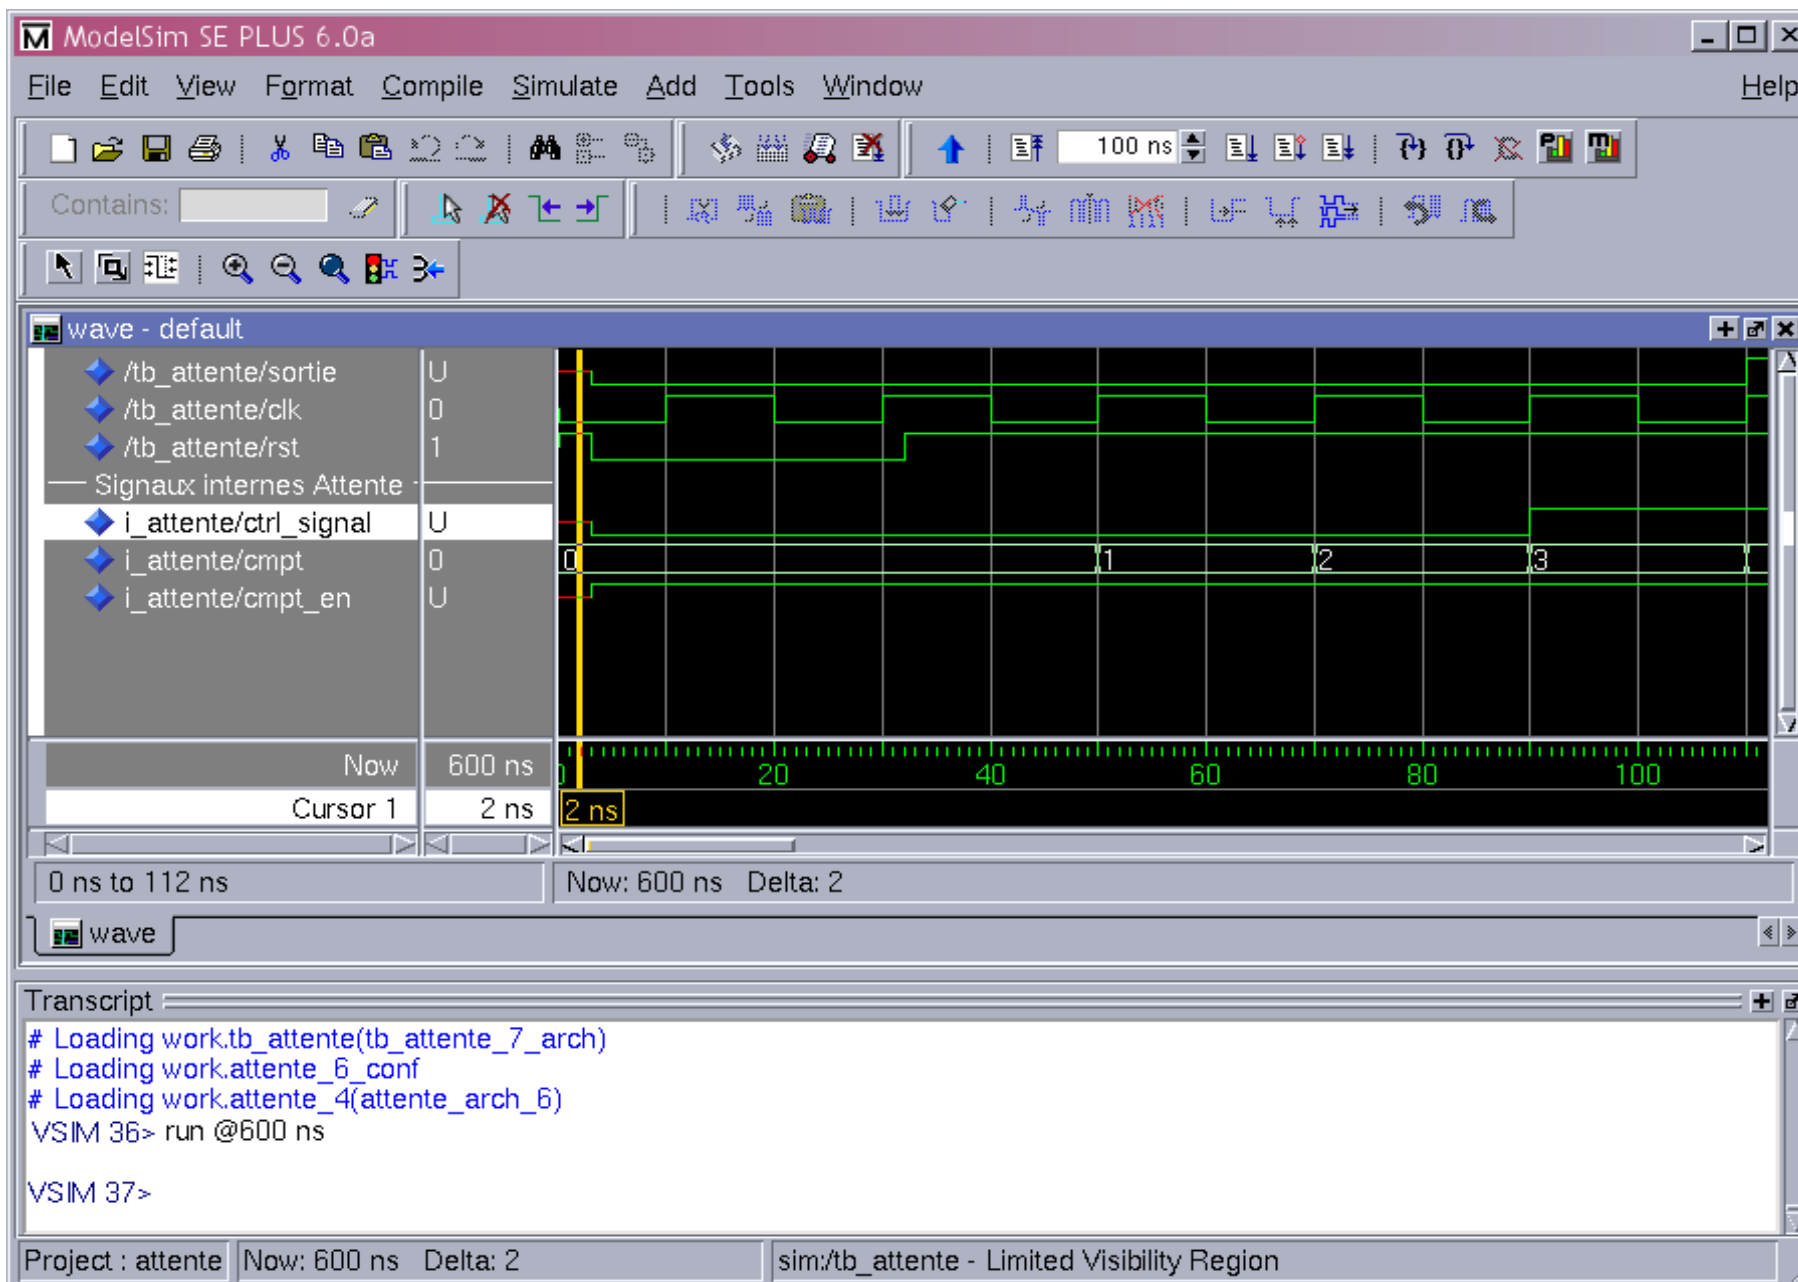 ModelSim SE PLUS 6.0a
File Edit View Format Compile Simulate Add Tools Window Help
100 ns
Contains:
wave - default
/tb_attente/sortie U
/tb_attente/clk 0
/tb_attente/rst 1
Signaux internes Attente
i_attente/ctrl_signal U
i_attente/cmpt 0 0 1 2 3
i_attente/cmpt_en U
Now 600 ns 0 20 40 60 80 100
Cursor 1 2 ns 2 ns
0 ns to 112 ns Now: 600 ns Delta: 2
wave
Transcript
# Loading work.tb_attente(tb_attente_7_arch)
# Loading work.attente_6_conf
# Loading work.attente_4(attente_arch_6)
VSIM 36> run @600 ns
VSIM 37>
Project : attente Now: 600 ns Delta: 2 sim:/tb_attente - Limited Visibility Region